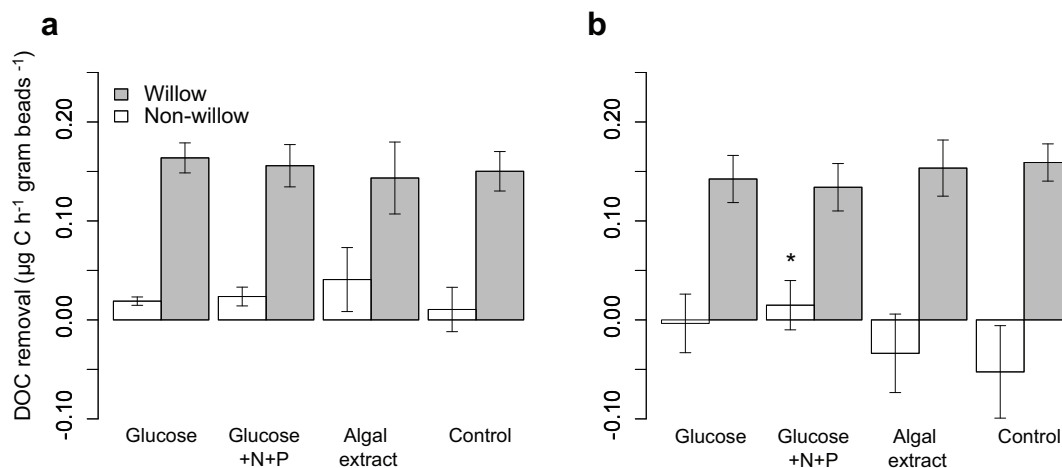 a
b
DOC removal (µg C h⁻¹ gram beads ⁻¹)
0.20
0.10
0.00
-0.10
Willow
Non-willow
Glucose
Glucose
+N+P
Algal
extract
Control
0.20
0.10
0.00
-0.10
*
Glucose
Glucose
+N+P
Algal
extract
Control